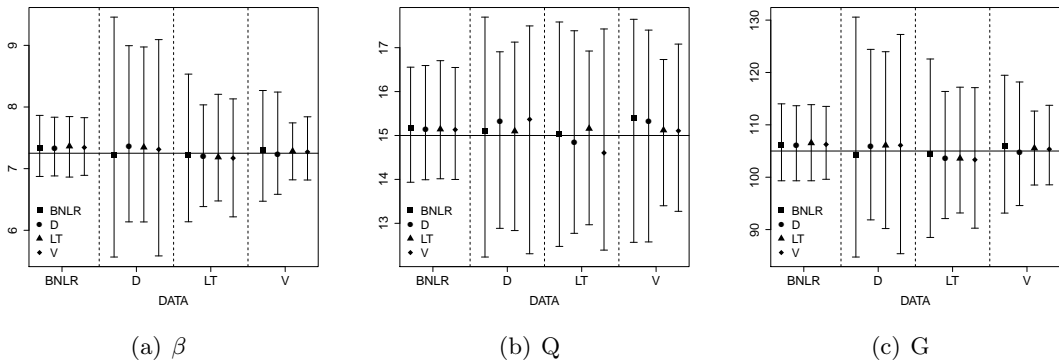 9
8
7
6
BNLR
D
LT
V
BNLR D LT V
DATA
(a) β
17
16
15
14
13
BNLR
D
LT
V
BNLR D LT V
DATA
(b) Q
130
120
110
100
90
BNLR
D
LT
V
BNLR D LT V
DATA
(c) G